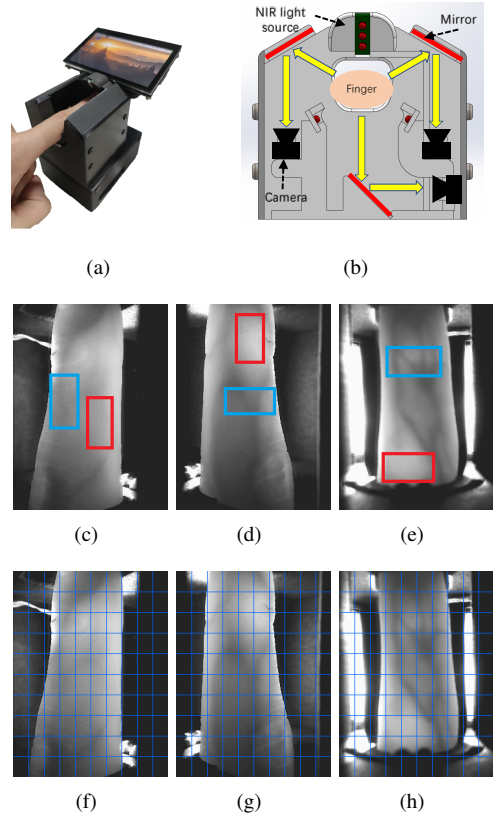 NIR light
source
Mirror
Finger
Camera
(a)
(b)
(c)
(d)
(e)
(f)
(g)
(h)